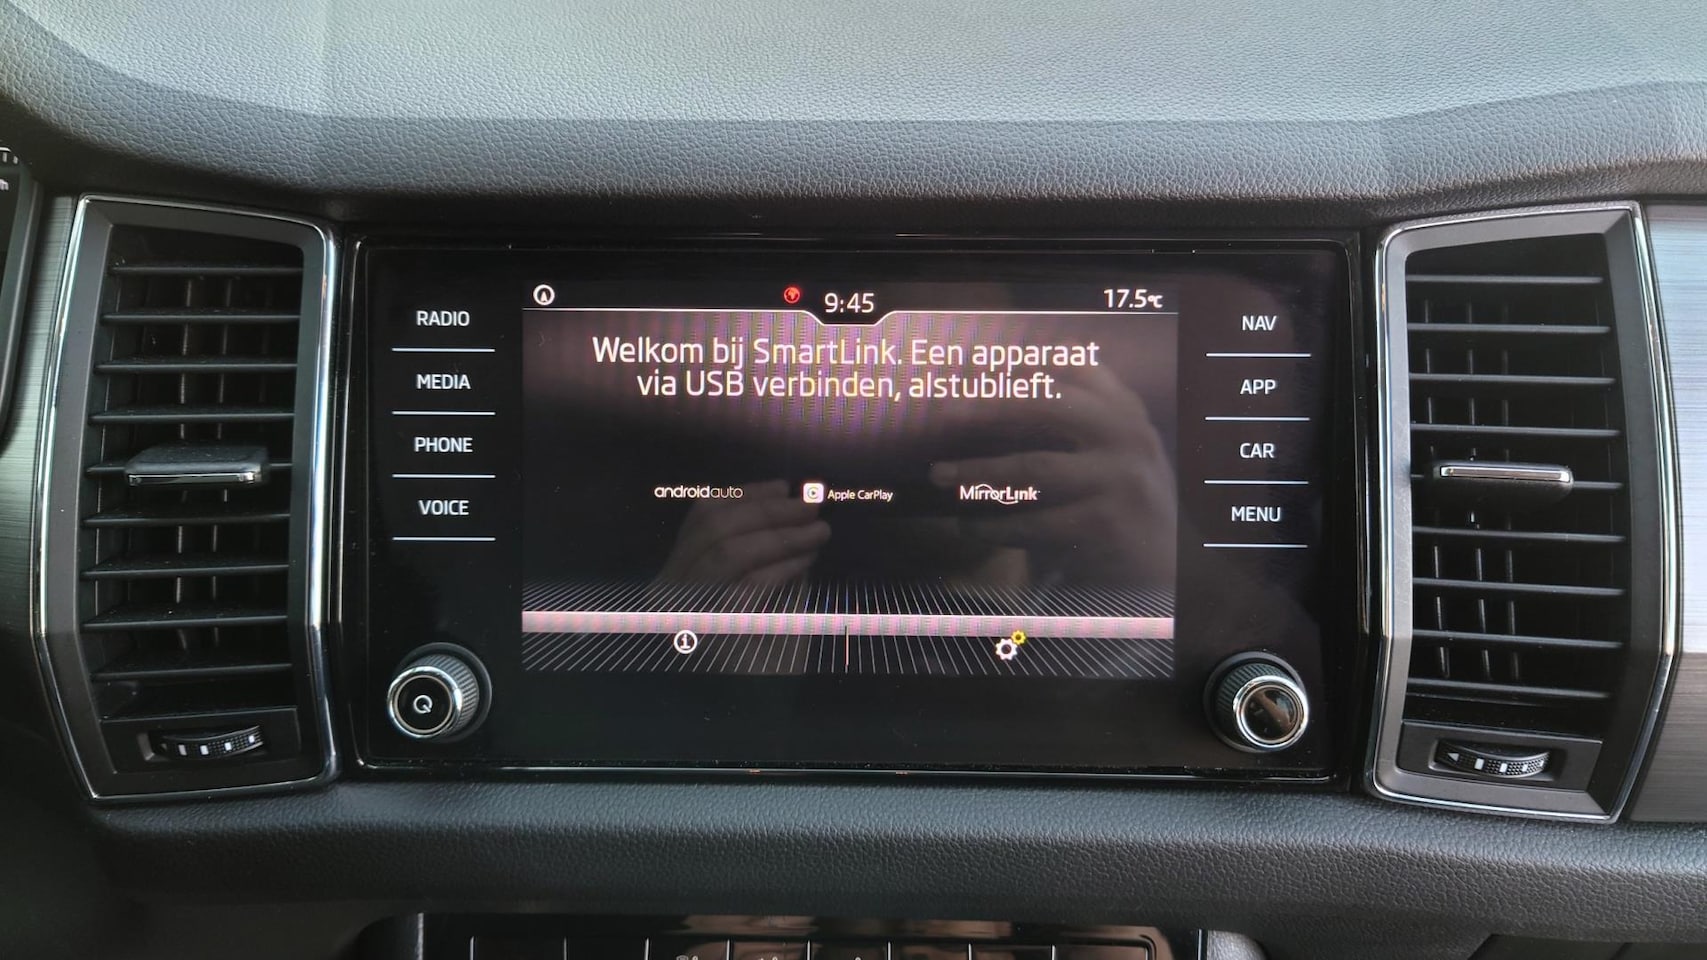 9:45
17.5°C
RADIO
MEDIA
PHONE
VOICE
Welkom bij SmartLink. Een apparaat
via USB verbinden, alstublieft.
androidauto
Apple CarPlay
MirrorLink
NAV
APP
CAR
MENU